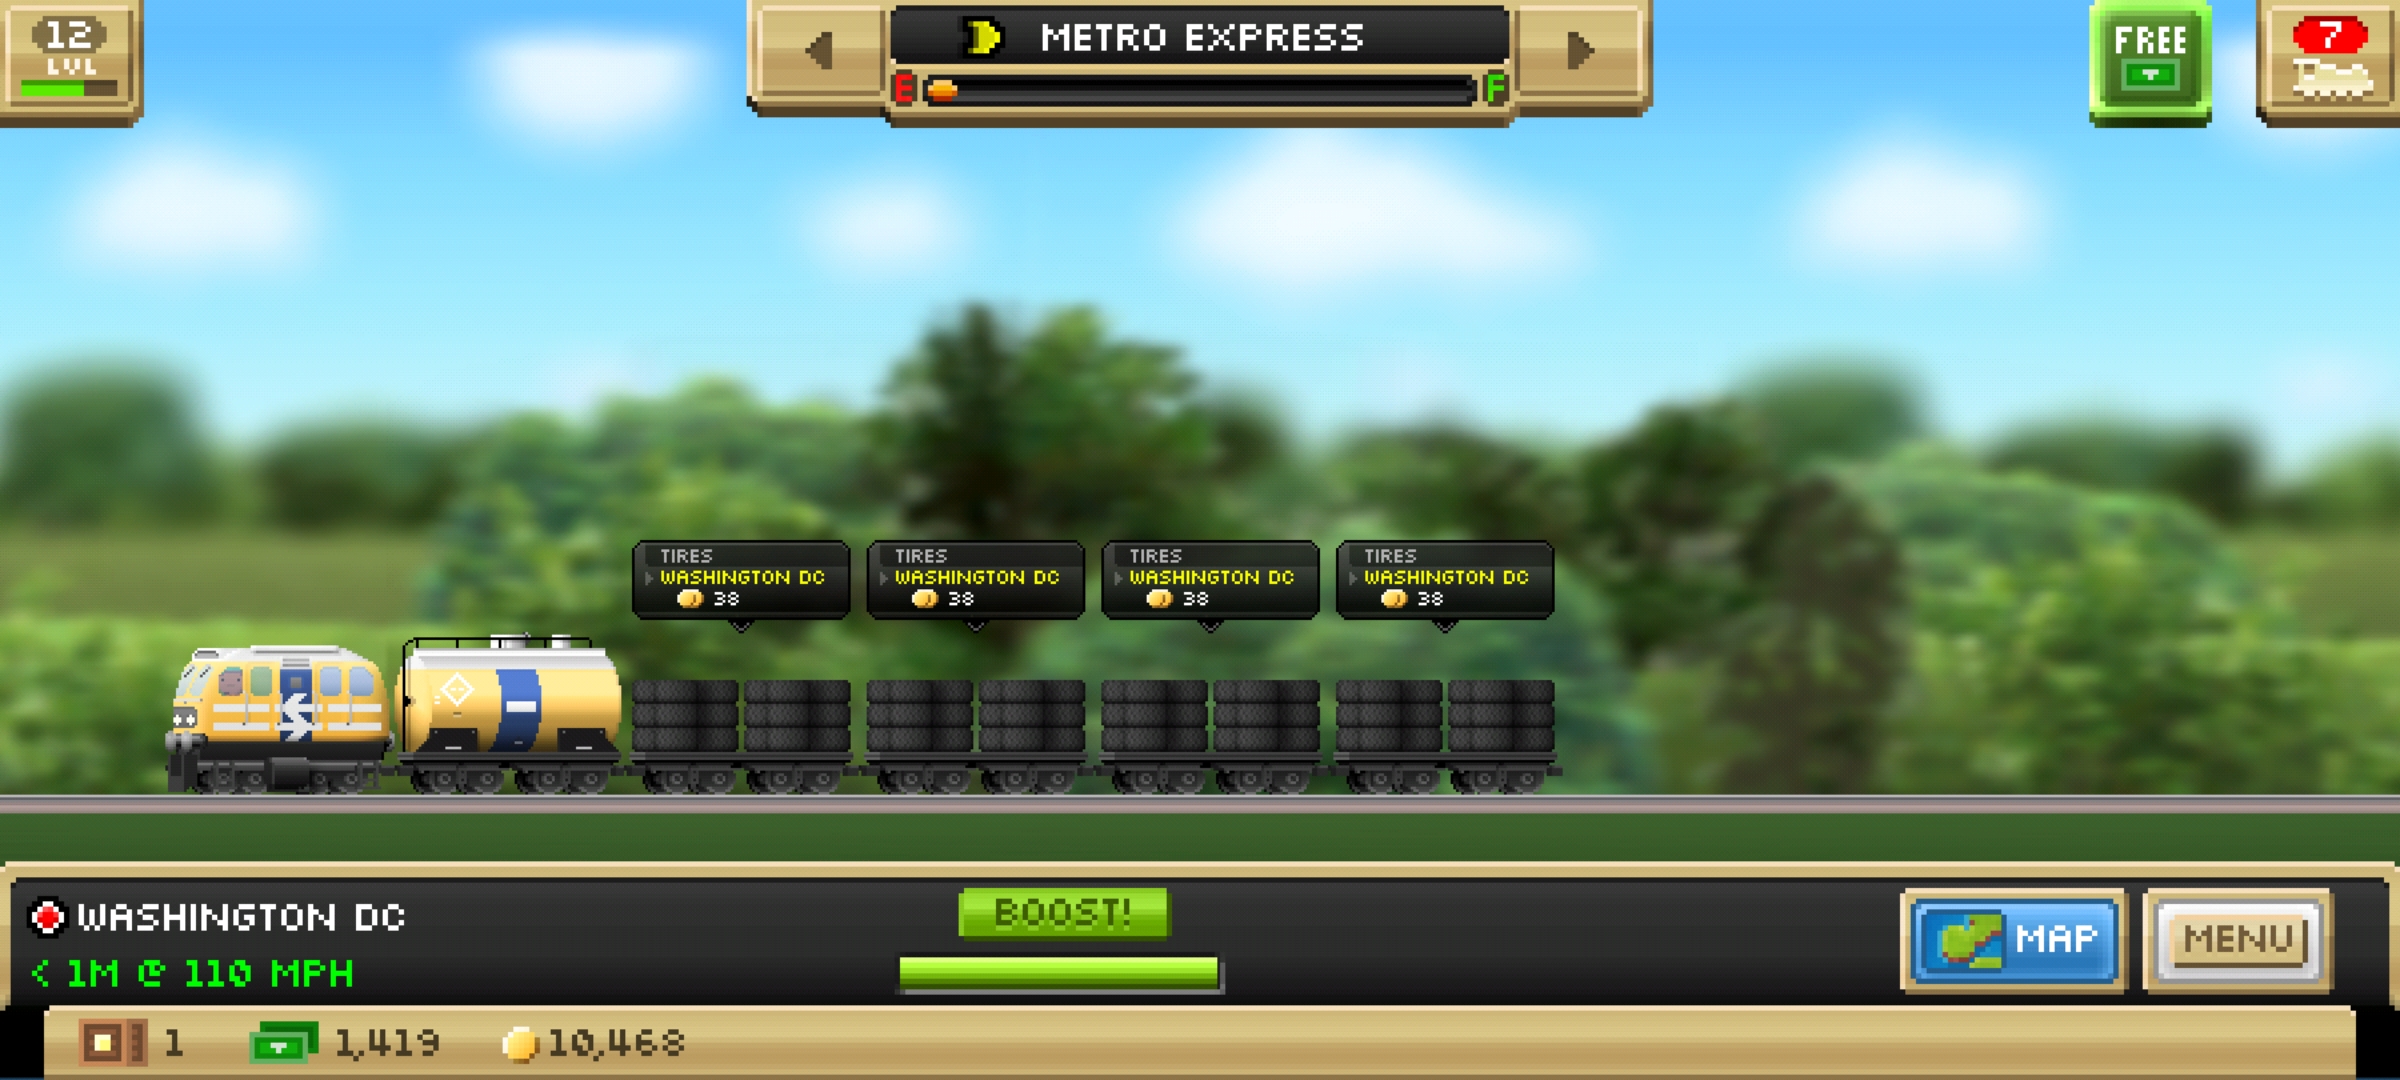 12
LVL
METRO EXPRESS
E F
FREE
7
TIRES
WASHINGTON DC
38
TIRES
WASHINGTON DC
38
TIRES
WASHINGTON DC
38
TIRES
WASHINGTON DC
38
WASHINGTON DC
< 1M @ 110 MPH
BOOST!
MAP
MENU
1 1,419 10,468